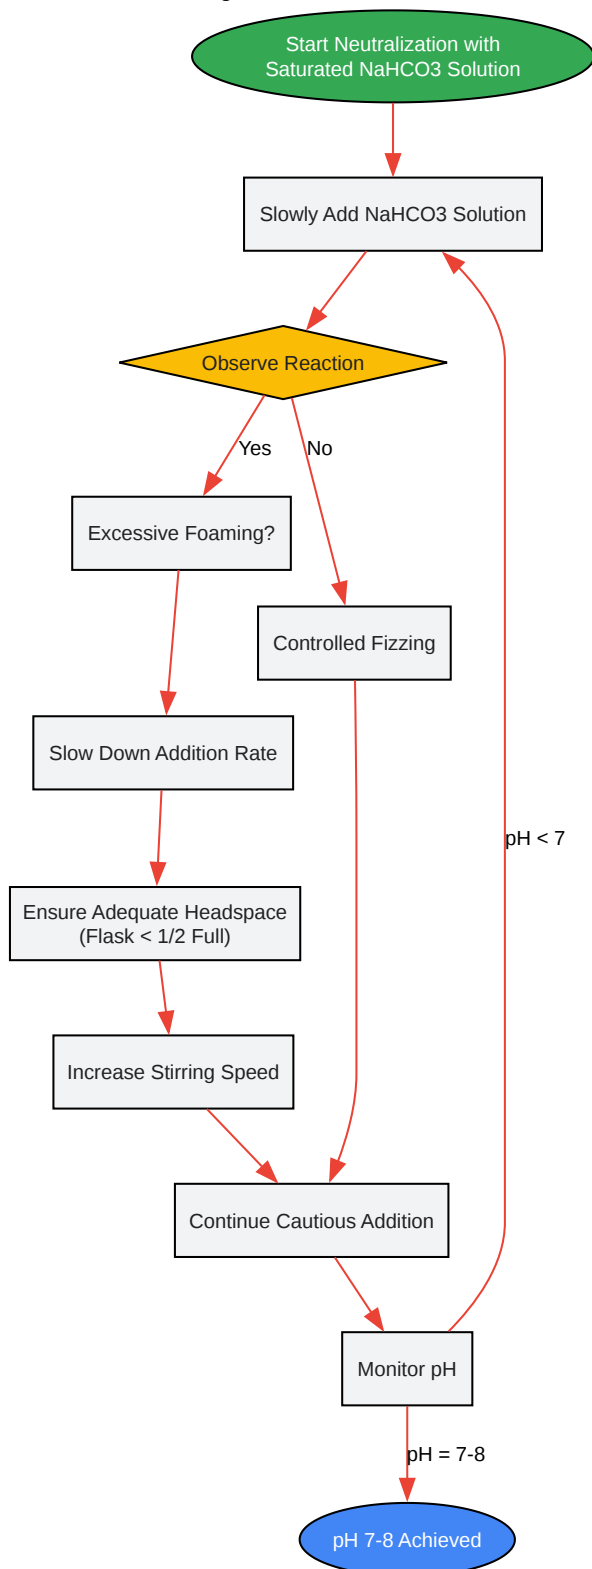 Start Neutralization with
Saturated NaHCO3 Solution
Slowly Add NaHCO3 Solution
Observe Reaction
Yes
No
Excessive Foaming?
Controlled Fizzing
Slow Down Addition Rate
pH < 7
Ensure Adequate Headspace
(Flask < 1/2 Full)
Increase Stirring Speed
Continue Cautious Addition
Monitor pH
pH = 7-8
pH 7-8 Achieved